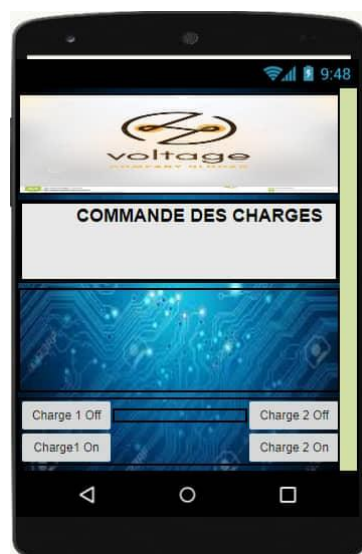 9:48
voltage
COMMANDE DES CHARGES
Charge 1 Off
Charge 2 Off
Charge1 On
Charge 2 On